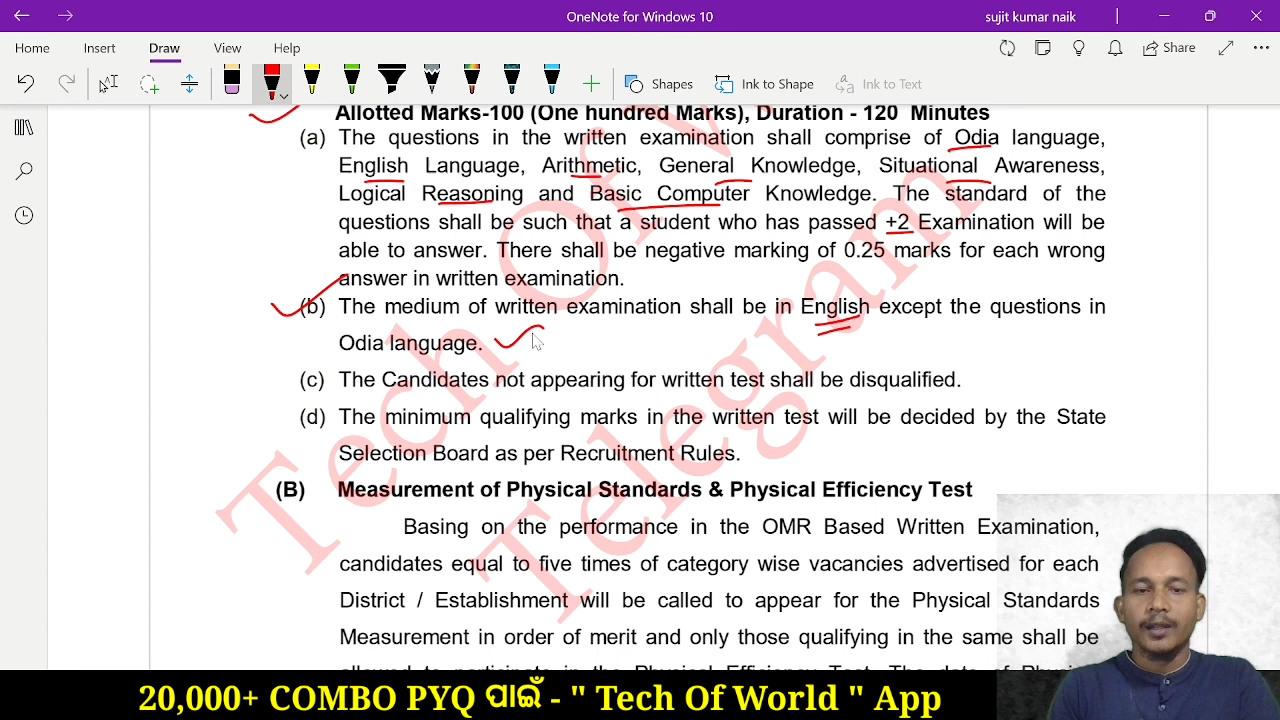 OneNote for Windows 10
sujit kumar naik
Home Insert Draw View Help
Share
Shapes Ink to Shape Ink to Text
Allotted Marks-100 (One hundred Marks), Duration - 120 Minutes
(a) The questions in the written examination shall comprise of Odia language,
English Language, Arithmetic, General Knowledge, Situational Awareness,
Logical Reasoning and Basic Computer Knowledge. The standard of the
questions shall be such that a student who has passed +2 Examination will be
able to answer. There shall be negative marking of 0.25 marks for each wrong
answer in written examination.
(b) The medium of written examination shall be in English except the questions in
Odia language.
(c) The Candidates not appearing for written test shall be disqualified.
(d) The minimum qualifying marks in the written test will be decided by the State
Selection Board as per Recruitment Rules.
(B) Measurement of Physical Standards & Physical Efficiency Test
Basing on the performance in the OMR Based Written Examination,
candidates equal to five times of category wise vacancies advertised for each
District / Establishment will be called to appear for the Physical Standards
Measurement in order of merit and only those qualifying in the same shall be
Tech Of W
Telegram
20,000+ COMBO PYQ ପାଇଁ - " Tech Of World " App